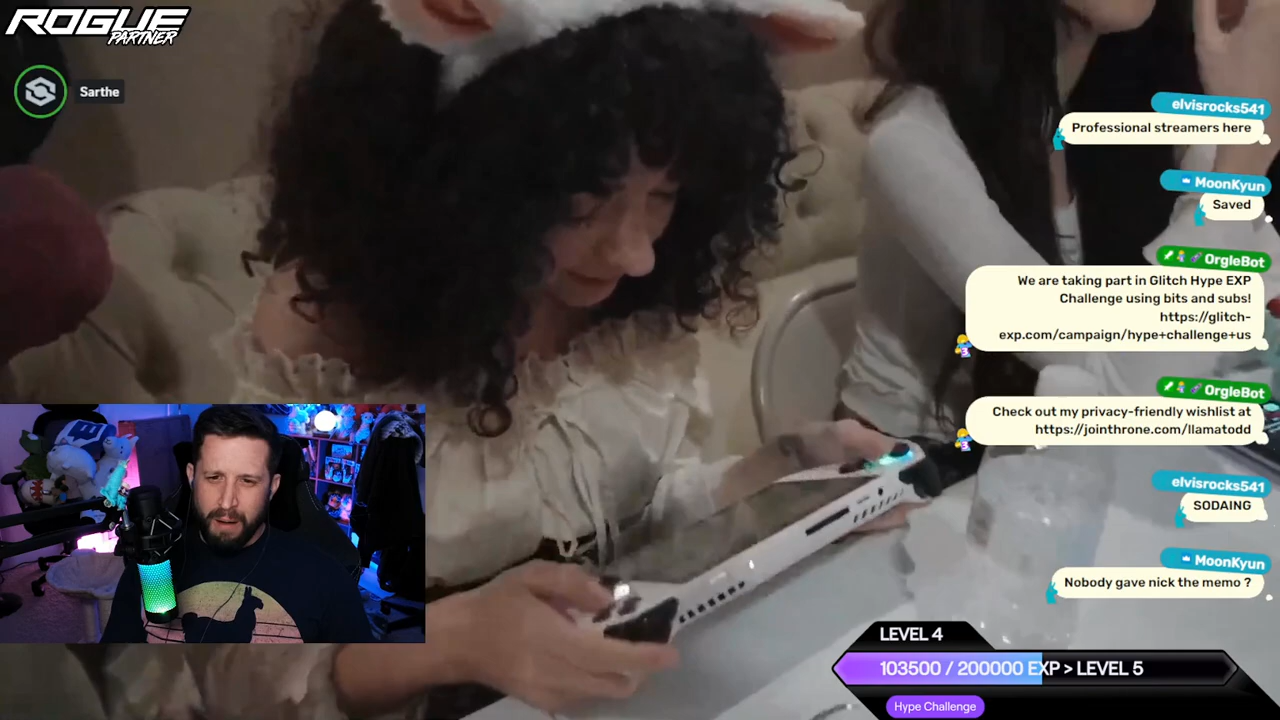 ROGUE
PARTNER
Sarthe
elvisrocks541
Professional streamers here
MoonKyun
Saved
OrgleBot
We are taking part in Glitch Hype EXP
Challenge using bits and subs!
https://glitch-
exp.com/campaign/hype+challenge+us
OrgleBot
Check out my privacy-friendly wishlist at
https://jointhrone.com/llamatodd
elvisrocks541
SODAING
MoonKyun
Nobody gave nick the memo ?
LEVEL 4
103500 / 200000 EXP > LEVEL 5
Hype Challenge